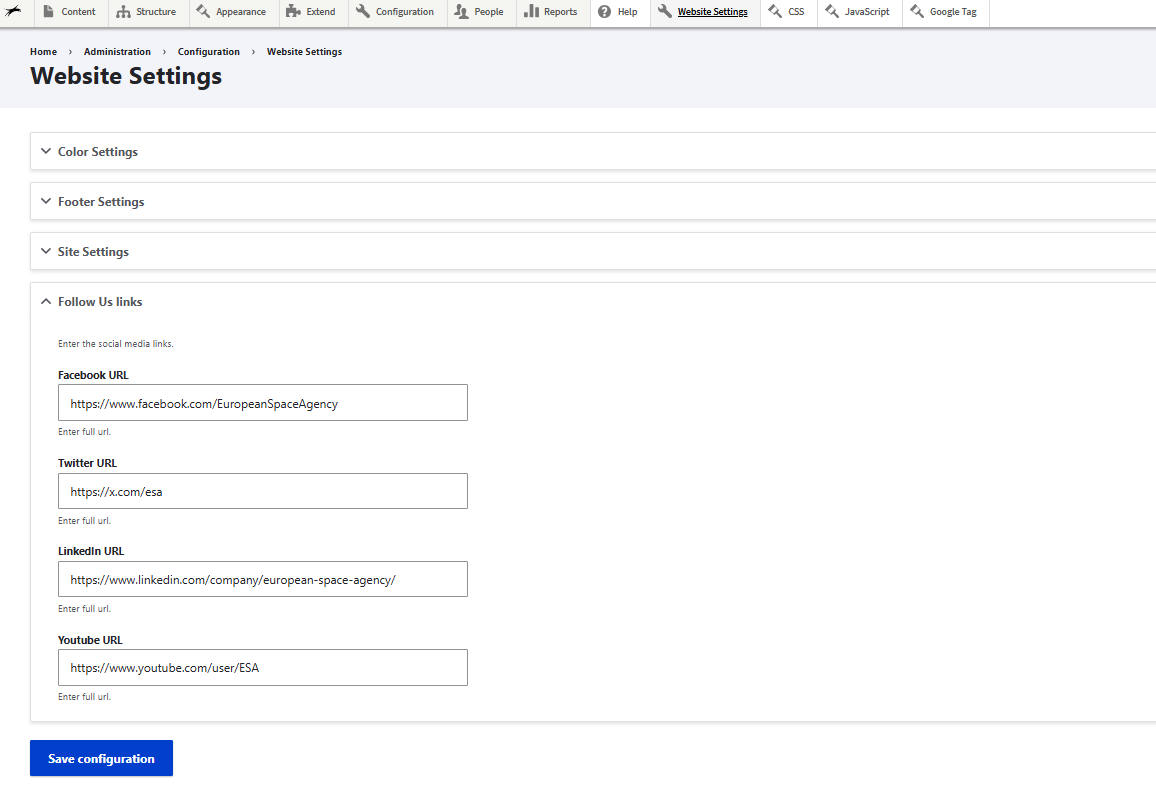 Content Structure Appearance Extend Configuration People Reports Help Website Settings CSS JavaScript Google Tag
Home › Administration › Configuration › Website Settings
Website Settings
Color Settings
Footer Settings
Site Settings
Follow Us links
Enter the social media links.
Facebook URL
https://www.facebook.com/EuropeanSpaceAgency
Enter full url.
Twitter URL
https://x.com/esa
Enter full url.
LinkedIn URL
https://www.linkedin.com/company/european-space-agency/
Enter full url.
Youtube URL
https://www.youtube.com/user/ESA
Enter full url.
Save configuration